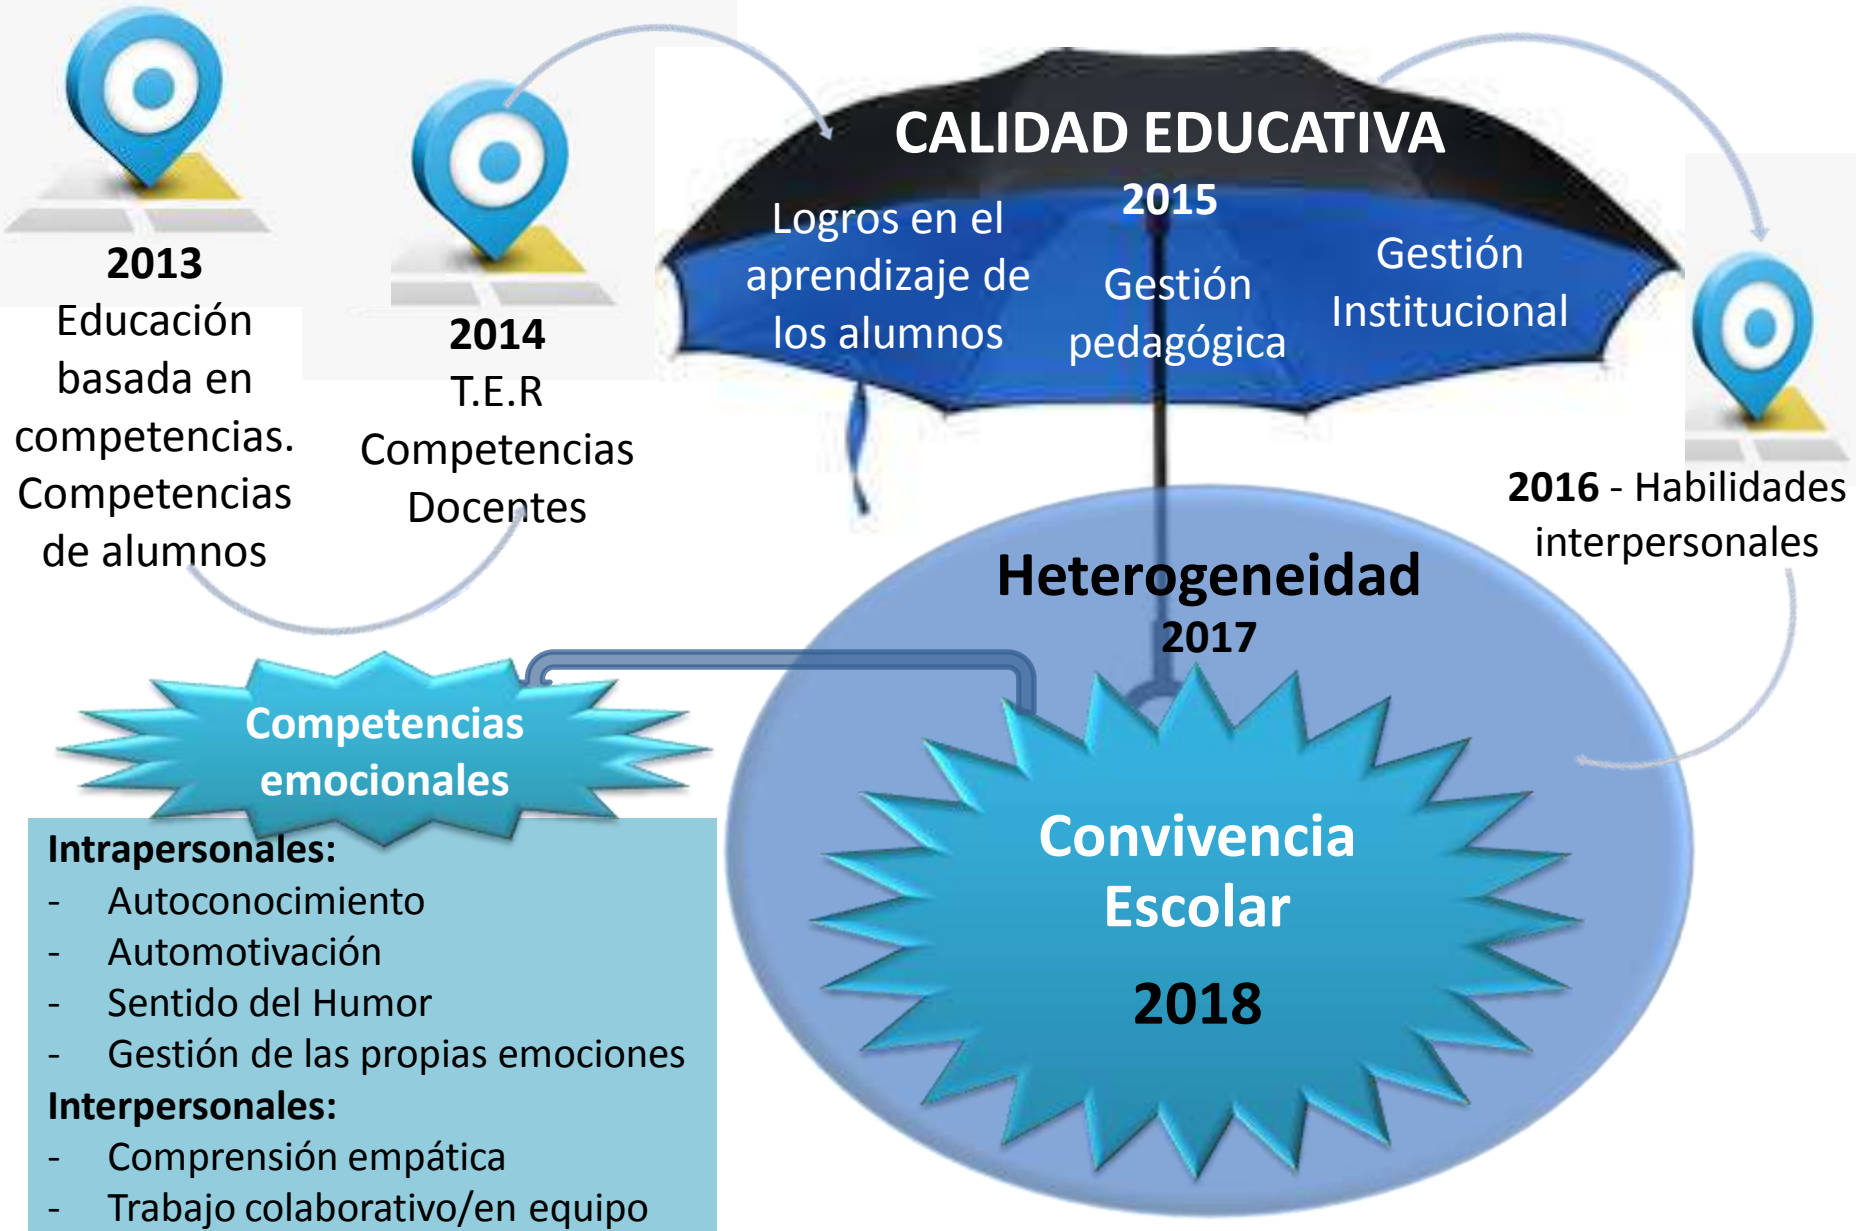 2013
Educación
basada en
competencias.
Competencias
de alumnos
2014
T.E.R
Competencias
Docentes
CALIDAD EDUCATIVA
2015
Logros en el
aprendizaje de
los alumnos
Gestión
pedagógica
Gestión
Institucional
2016 - Habilidades
interpersonales
Heterogeneidad
2017
Convivencia
Escolar
2018
Competencias
emocionales
Intrapersonales:
- Autoconocimiento
- Automotivación
- Sentido del Humor
- Gestión de las propias emociones
Interpersonales:
- Comprensión empática
- Trabajo colaborativo/en equipo